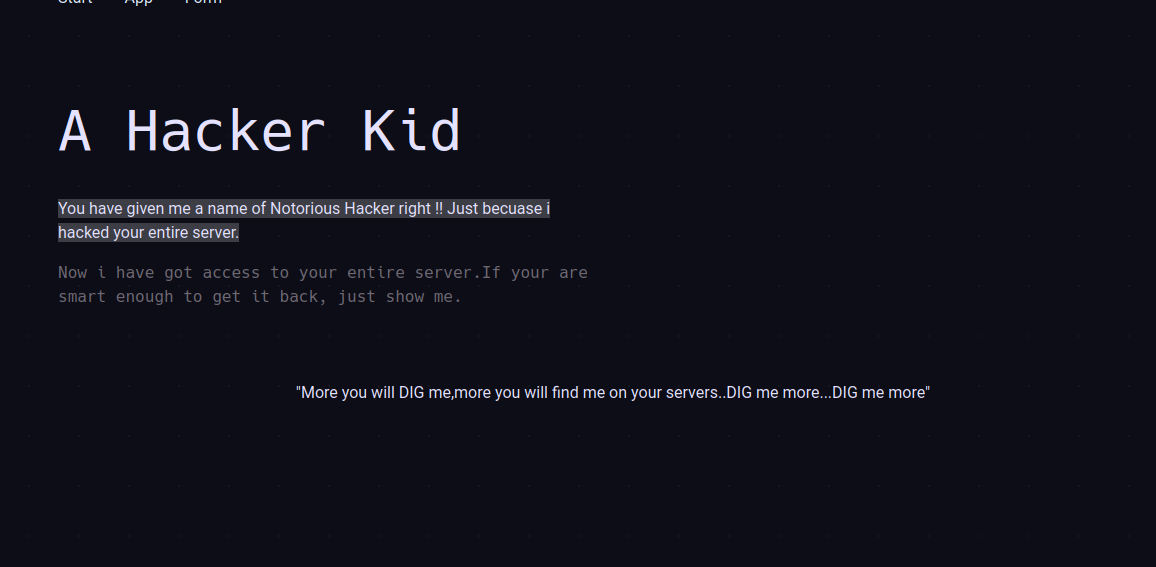 Start App Form
A Hacker Kid
You have given me a name of Notorious Hacker right !! Just becuase i
hacked your entire server.
Now i have got access to your entire server.If your are
smart enough to get it back, just show me.
"More you will DIG me,more you will find me on your servers..DIG me more...DIG me more"